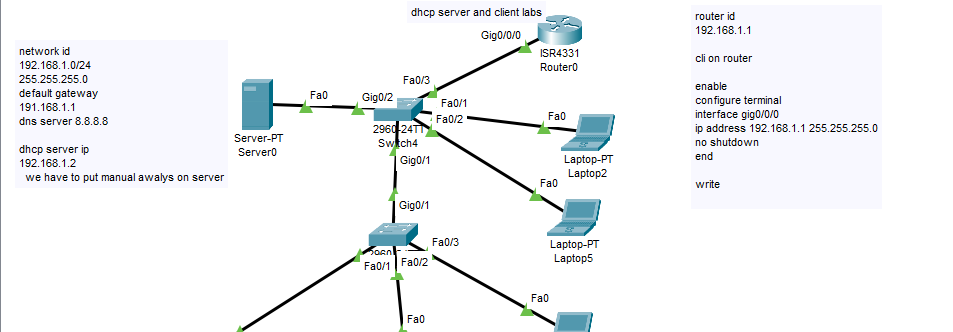 dhcp server and client labs
network id
192.168.1.0/24
255.255.255.0
default gateway
191.168.1.1
dns server 8.8.8.8
dhcp server ip
192.168.1.2
we have to put manual awalys on server
router id
192.168.1.1
cli on router
enable
configure terminal
interface gig0/0/0
ip address 192.168.1.1 255.255.255.0
no shutdown
end
write
Gig0/0/0
ISR4331
Router0
Fa0/3
Fa0
Gig0/2
Fa0/1
Fa0/2
Fa0
Server-PT
Server0
2960-24TT
Switch4
Laptop-PT
Laptop2
Gig0/1
Fa0
Gig0/1
Laptop-PT
Laptop5
Fa0/3
Fa0/1
Fa0/2
Fa0
Fa0